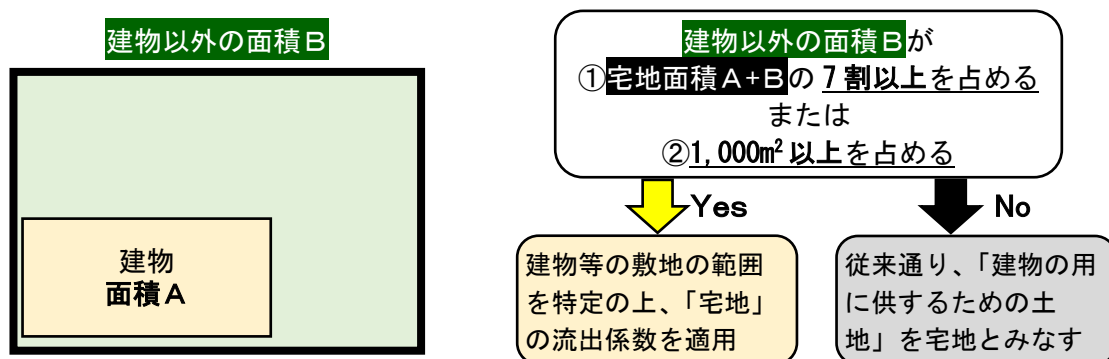 建物以外の面積B
建物
面積A
建物以外の面積Bが
①宅地面積A+Bの7割以上を占める
または
②1,000m²以上を占める
Yes
No
建物等の敷地の範囲
を特定の上、「宅地」
の流出係数を適用
従来通り、「建物の用
に供するための土
地」を宅地とみなす